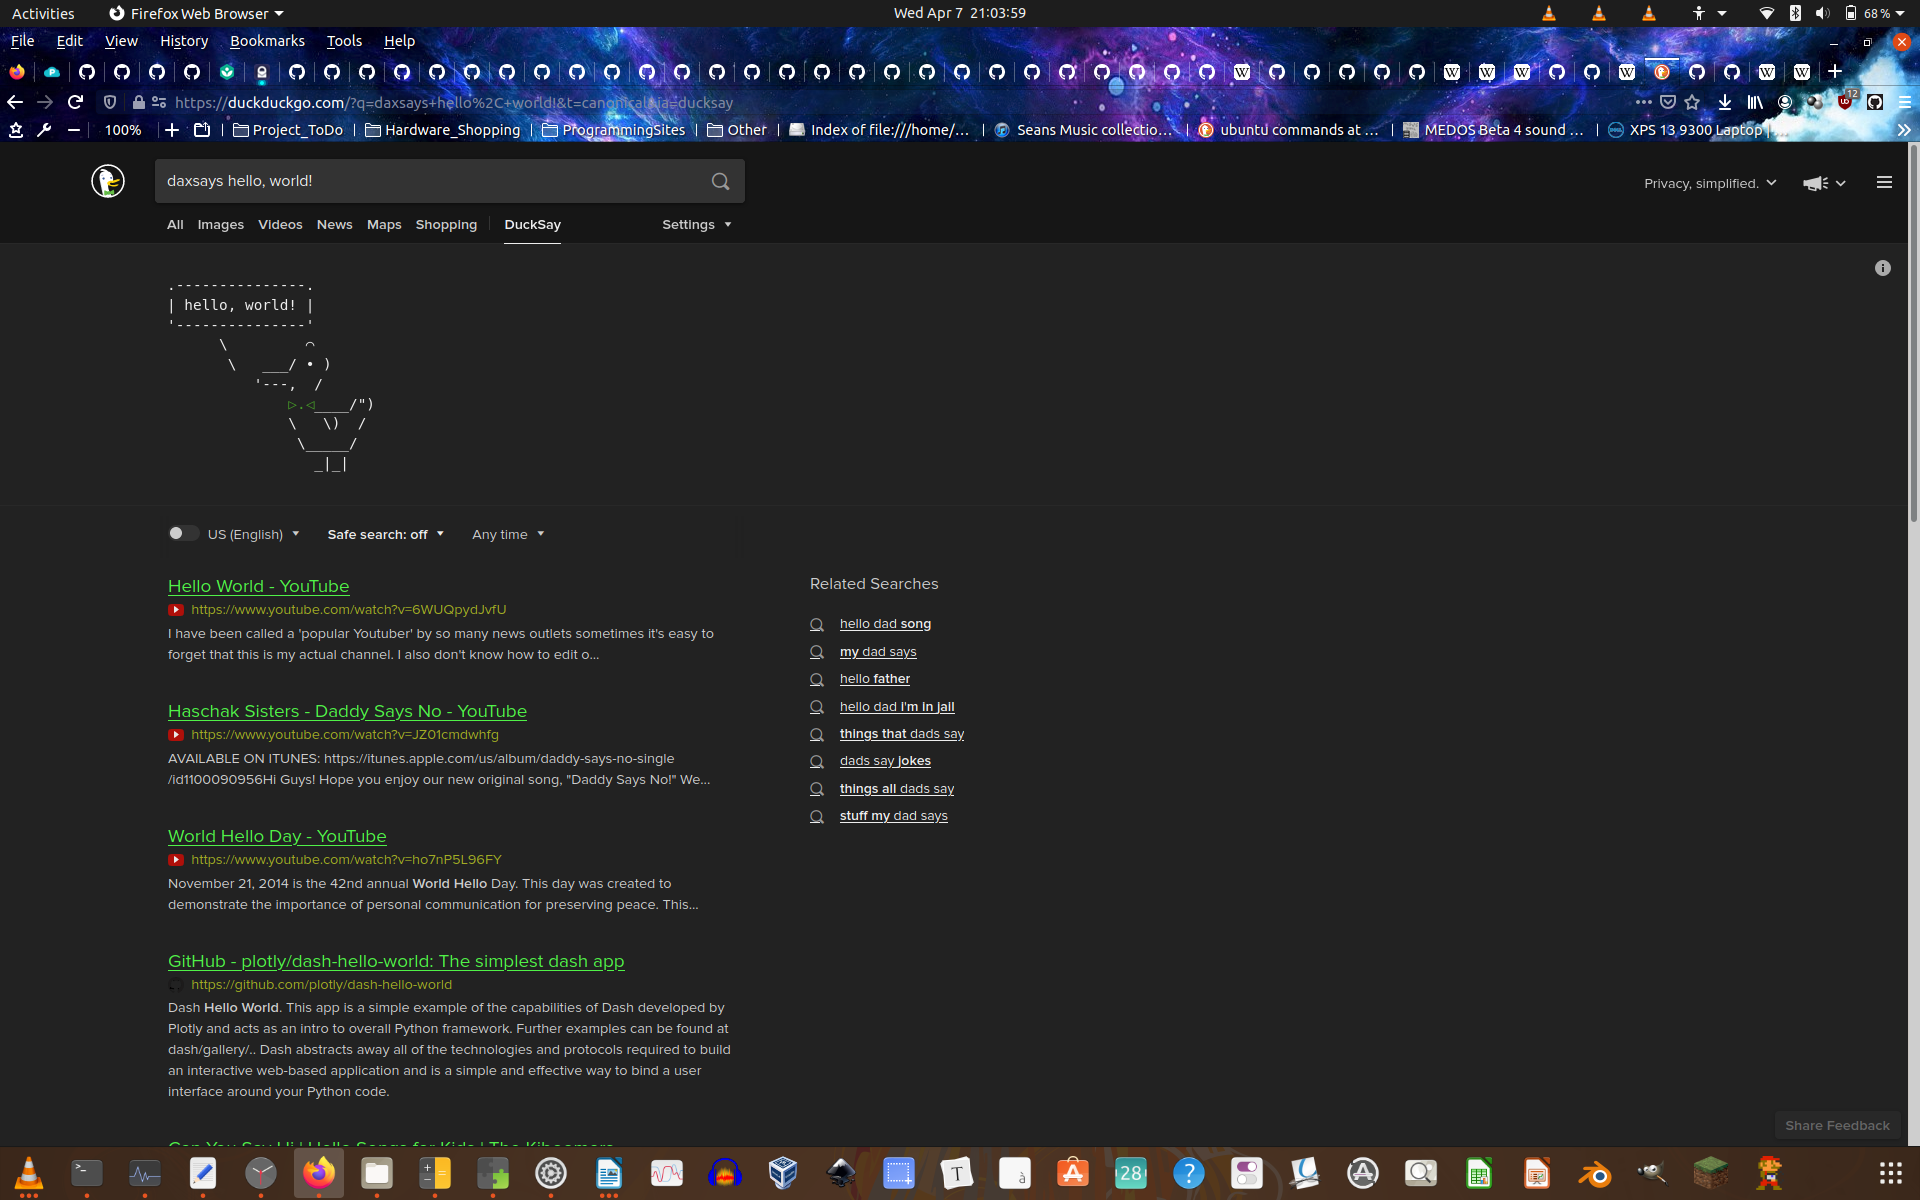 Activities
Firefox Web Browser
Wed Apr 7 21:03:59
68 %
File Edit View History Bookmarks Tools Help
https://duckduckgo.com/?q=daxsays+hello%2C+world!&t=canonical&ia=ducksay
12
100%
Project_ToDo
Hardware_Shopping
ProgrammingSites
Other
Index of file:///home/...
Seans Music collectio...
ubuntu commands at ...
MEDOS Beta 4 sound ...
XPS 13 9300 Laptop |
daxsays hello, world!
Privacy, simplified.
All Images Videos News Maps Shopping DuckSay Settings
.---------------.
| hello, world! |
'---------------'
      \         ⌒
       \   ___/ • )
          '---,  /
              ▷.◁____/")
              \   \)  /
               \_____/
                 _|_|
US (English) Safe search: off Any time
Hello World - YouTube
https://www.youtube.com/watch?v=6WUQpydJvfU
I have been called a 'popular Youtuber' by so many news outlets sometimes it's easy to
forget that this is my actual channel. I also don't know how to edit o...
Haschak Sisters - Daddy Says No - YouTube
https://www.youtube.com/watch?v=JZ01cmdwhfg
AVAILABLE ON ITUNES: https://itunes.apple.com/us/album/daddy-says-no-single
/id1100090956Hi Guys! Hope you enjoy our new original song, "Daddy Says No!" We...
World Hello Day - YouTube
https://www.youtube.com/watch?v=ho7nP5L96FY
November 21, 2014 is the 42nd annual World Hello Day. This day was created to
demonstrate the importance of personal communication for preserving peace. This...
GitHub - plotly/dash-hello-world: The simplest dash app
https://github.com/plotly/dash-hello-world
Dash Hello World. This app is a simple example of the capabilities of Dash developed by
Plotly and acts as an intro to overall Python framework. Further examples can be found at
dash/gallery/.. Dash abstracts away all of the technologies and protocols required to build
an interactive web-based application and is a simple and effective way to bind a user
interface around your Python code.
Can You Say Hi | Hello Songs for Kids | The Kiboomers
Related Searches
hello dad song
my dad says
hello father
hello dad i'm in jail
things that dads say
dads say jokes
things all dads say
stuff my dad says
Share Feedback
28